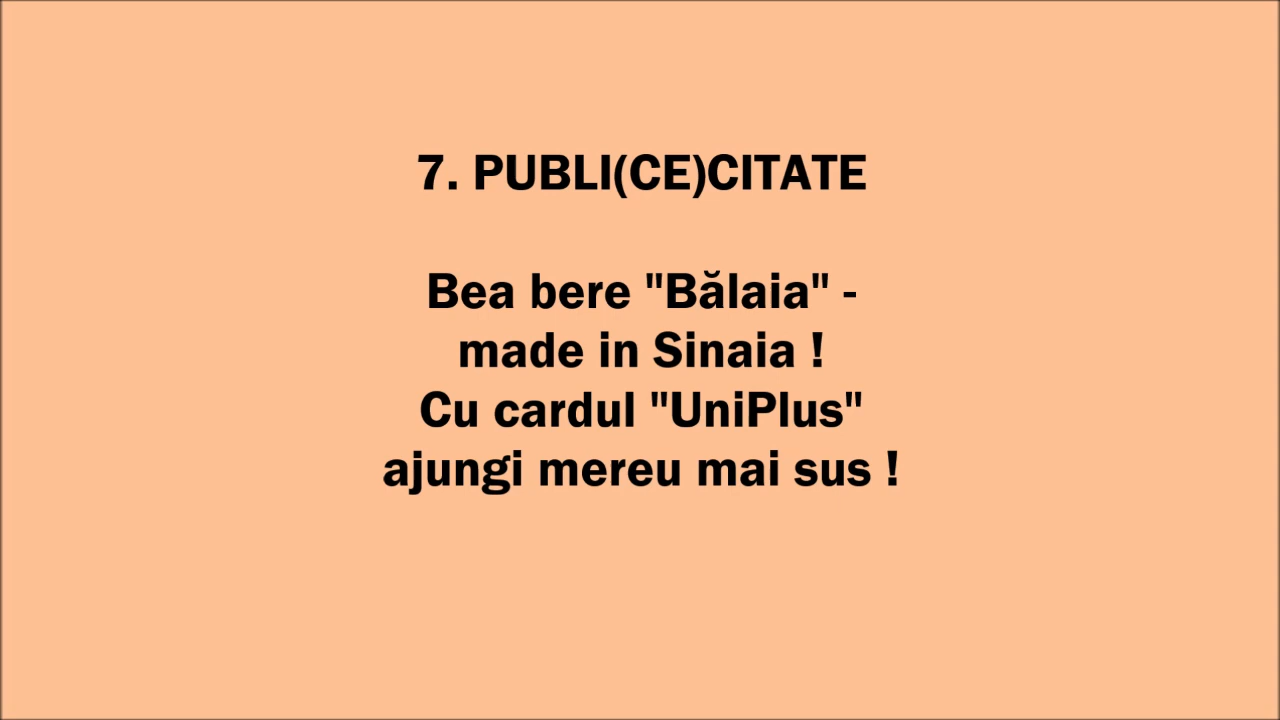 7. PUBLI(CE)CITATE
Bea bere "Bălaia" -
made in Sinaia !
Cu cardul "UniPlus"
ajungi mereu mai sus !